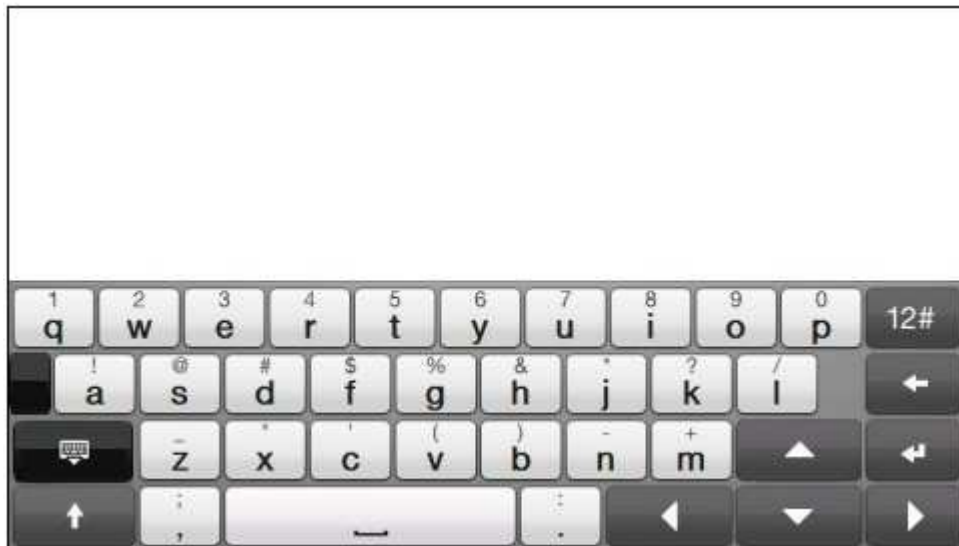 1 2 3 4 5 6 7 8 9 0
q w e r t y u i o p 12#
! @ # $ % & * ? /
a s d f g h j k l
_ " ' ( ) - +
z x c v b n m
; :
, .